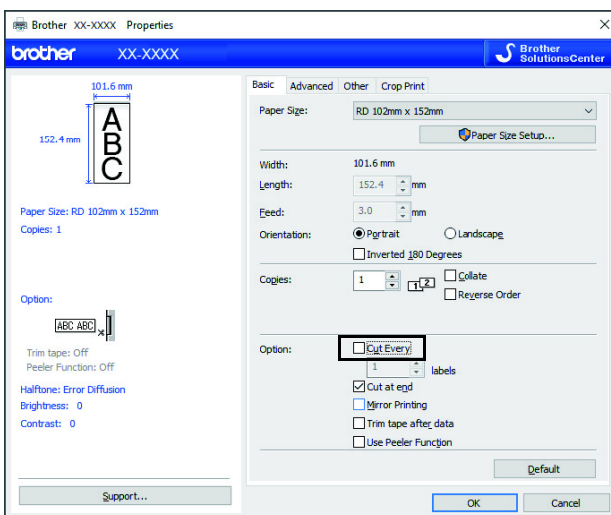 Brother XX-XXXX Properties
brother XX-XXXX
Brother
SolutionsCenter
101.6 mm
152.4 mm
A
B
C
Paper Size: RD 102mm x 152mm
Copies: 1
Option:
ABC ABC
Trim tape: Off
Peeler Function: Off
Halftone: Error Diffusion
Brightness: 0
Contrast: 0
Support...
Basic Advanced Other Crop Print
Paper Size: RD 102mm x 152mm
Paper Size Setup...
Width: 101.6 mm
Length: 152.4 mm
Feed: 3.0 mm
Orientation: Portrait Landscape
Inverted 180 Degrees
Copies: 1 1 2 Collate
Reverse Order
Option: Cut Every
1 labels
Cut at end
Mirror Printing
Trim tape after data
Use Peeler Function
Default
OK Cancel